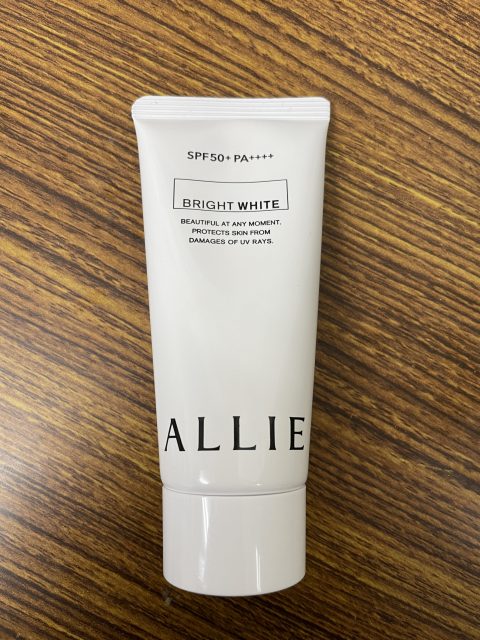 SPF50+ PA++++
BRIGHT WHITE
BEAUTIFUL AT ANY MOMENT.
PROTECTS SKIN FROM
DAMAGES OF UV RAYS.
ALLIE